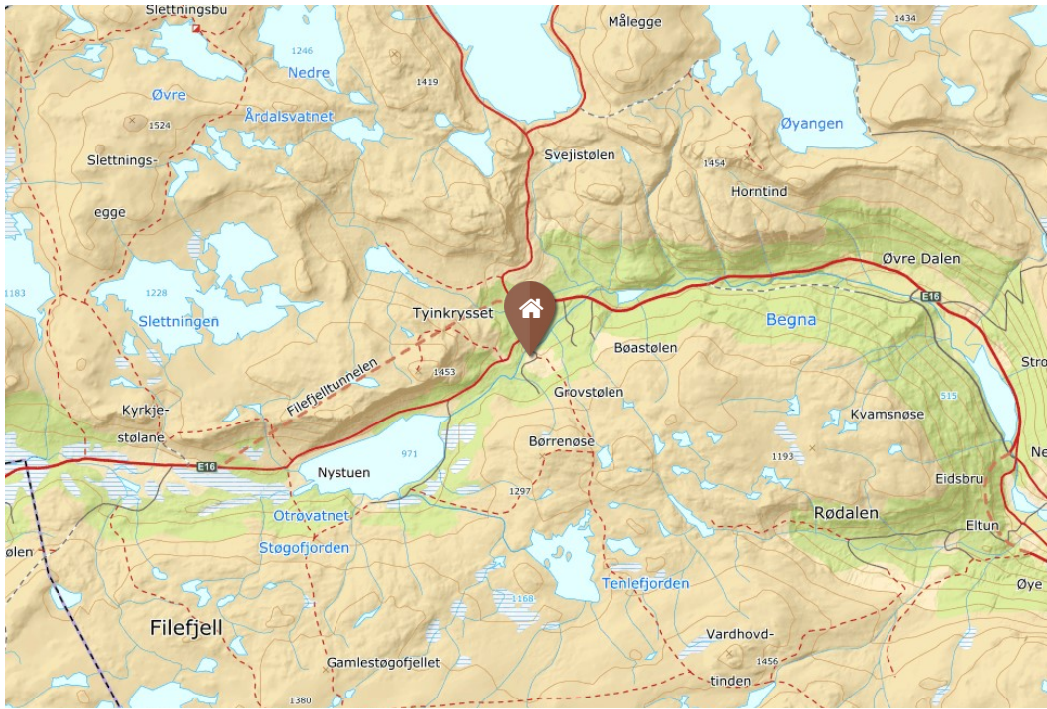 Slettningsbu
Målegge
1434
1246
Nedre
1419
Øvre
Årdalsvatnet
1524
Øyangen
Slettnings-
Svejistølen
1454
Horntind
egge
Øvre Dalen
1183
1228
E16
Slettningen
Tyinkrysset
Begna
Bøastølen
Stro
Filefjelltunnelen
1453
Grovstølen
515
Kyrkje-
stølane
Kvamsnøse
Børrenøse
971
1193
Ne
E16
Nystuen
Eidsbru
1297
Otrøvatnet
Rødalen
Eltun
Støgofjorden
ølen
Tenlefjorden
Øye
1168
Filefjell
Vardhovd-
tinden
Gamlestøgofjellet
1456
1380